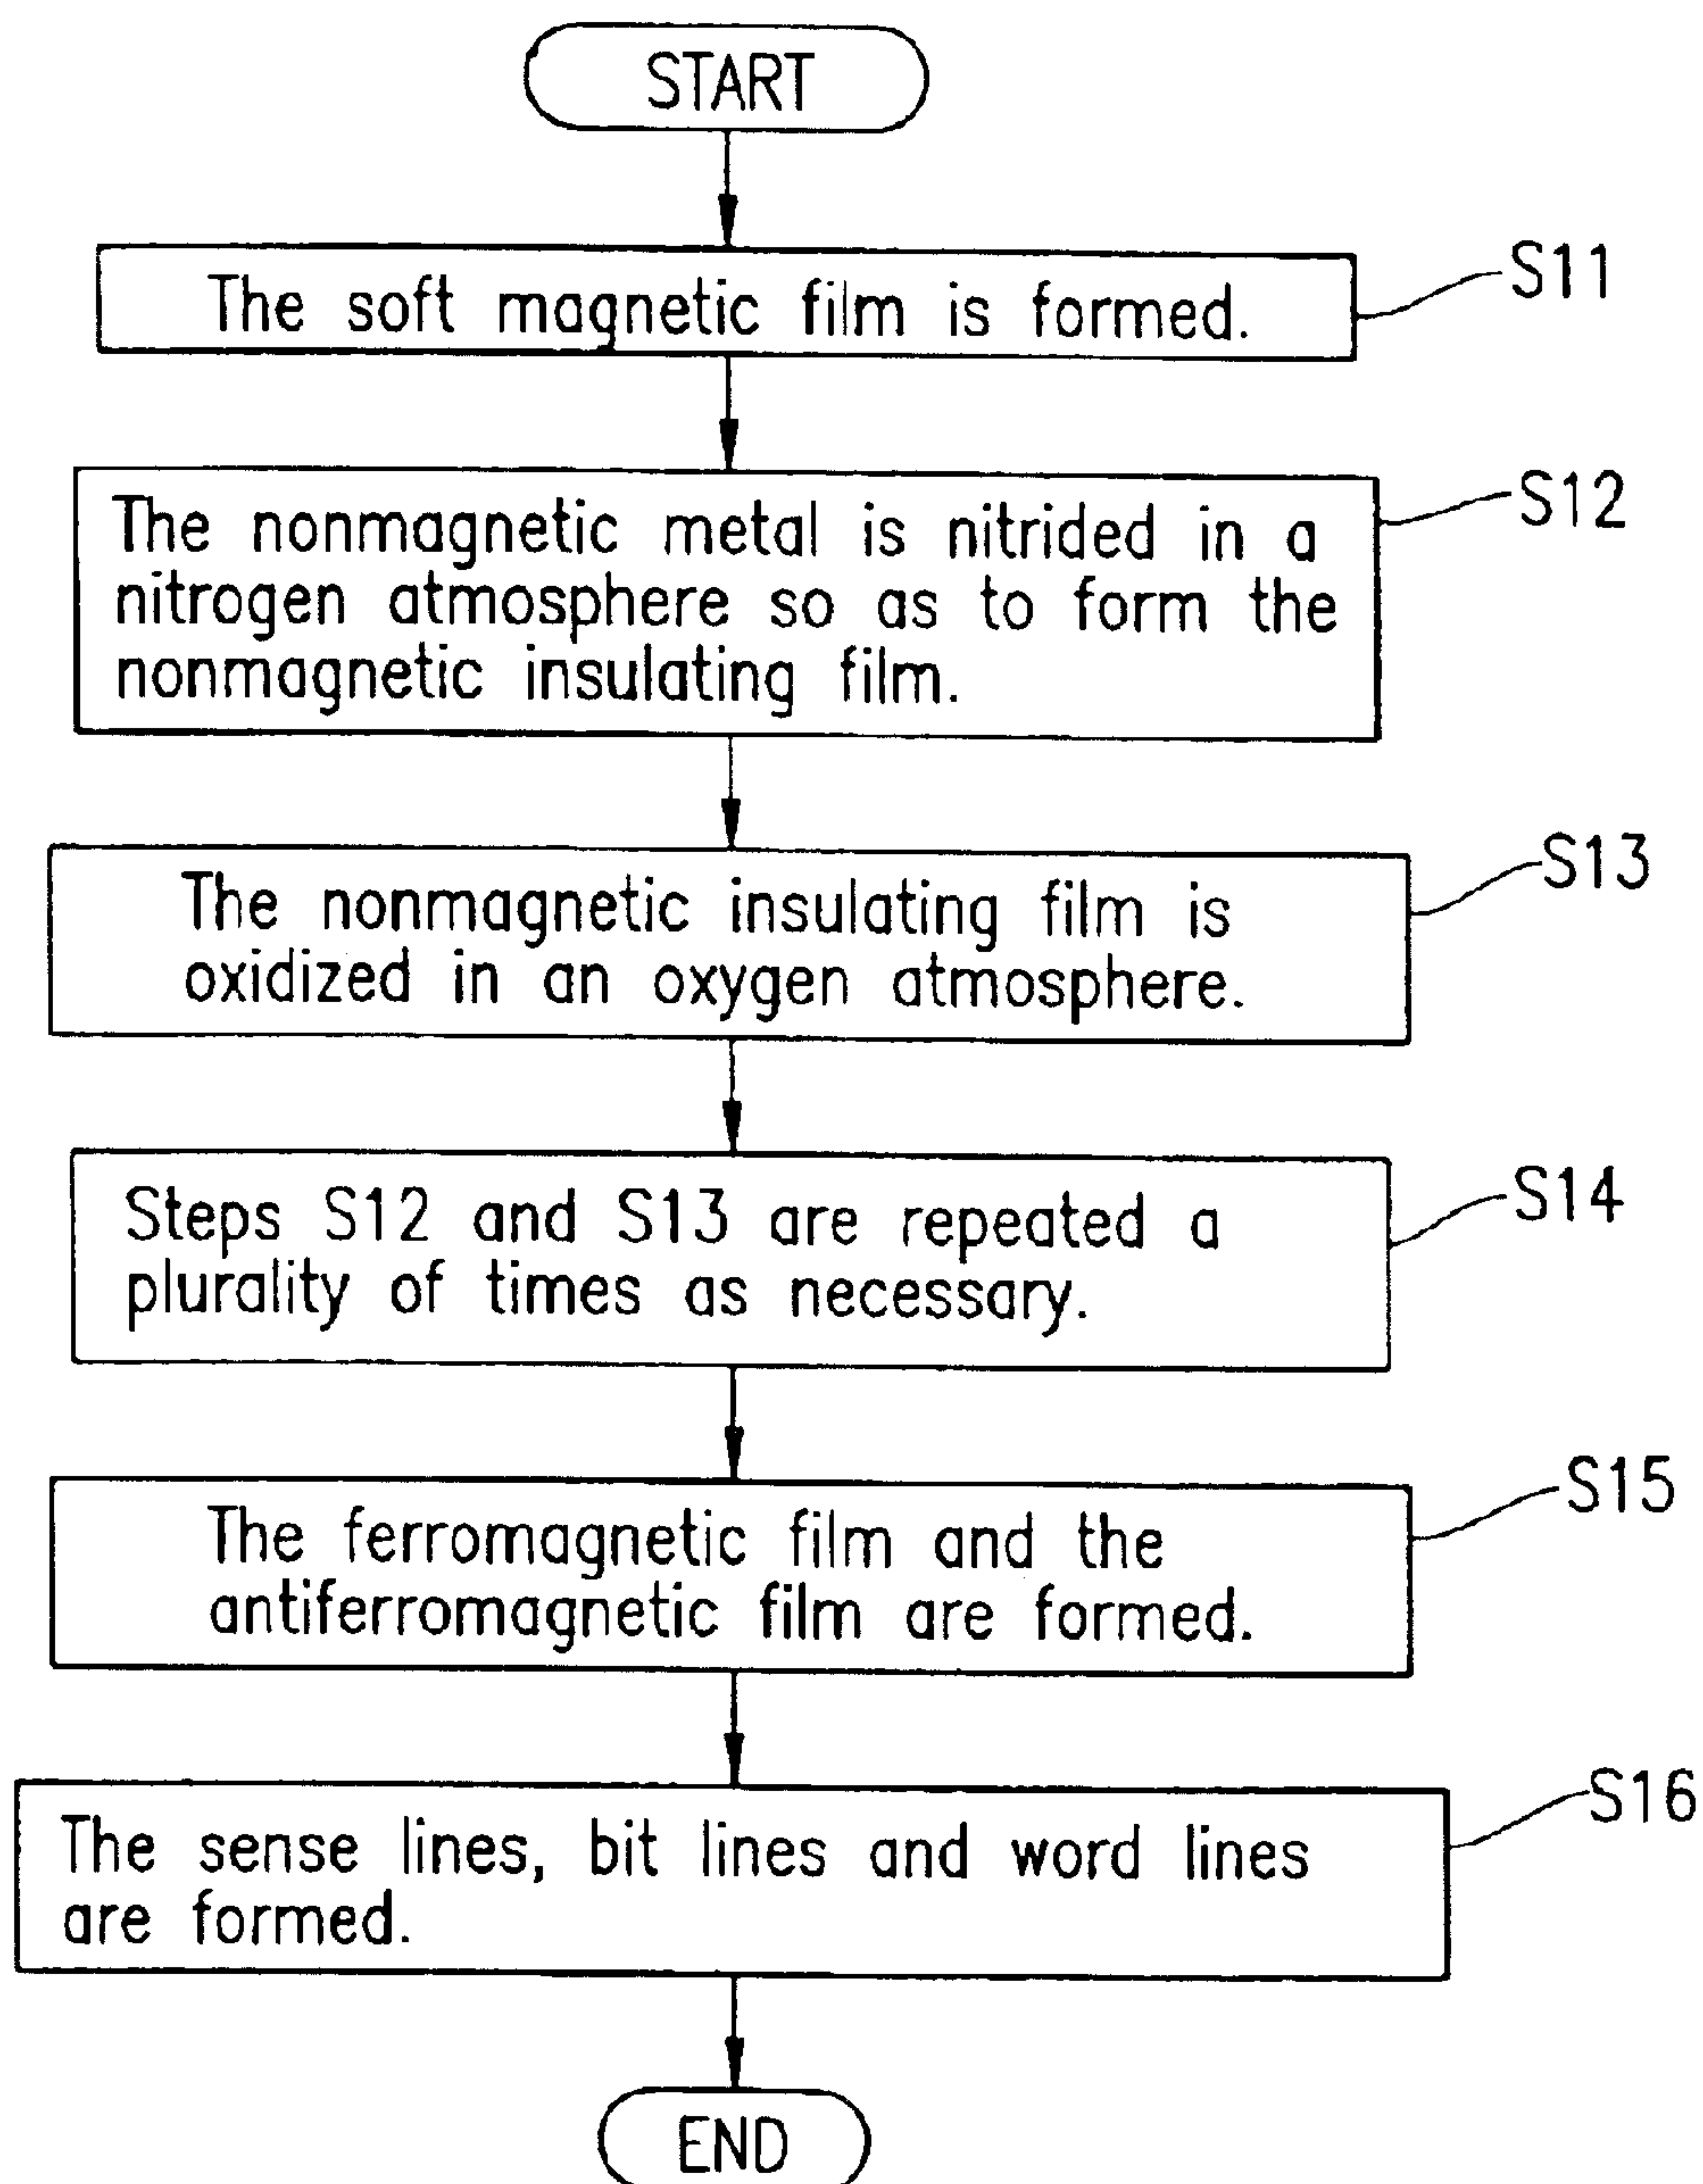 START
The soft magnetic film is formed.
S11
The nonmagnetic metal is nitrided in a
nitrogen atmosphere so as to form the
nonmagnetic insulating film.
S12
The nonmagnetic insulating film is
oxidized in an oxygen atmosphere.
S13
Steps S12 and S13 are repeated a
plurality of times as necessary.
S14
The ferromagnetic film and the
antiferromagnetic film are formed.
S15
The sense lines, bit lines and word lines
are formed.
S16
END